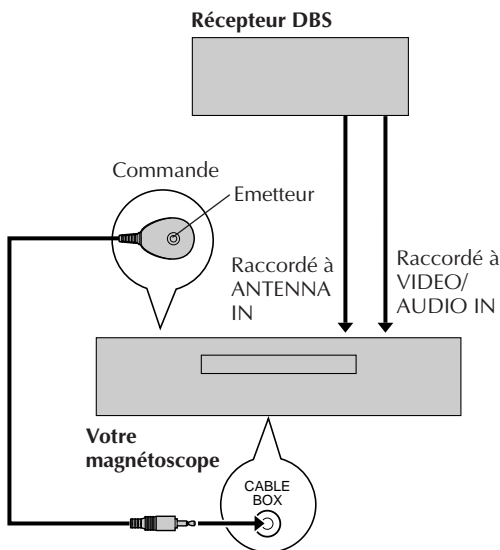 Récepteur DBS
Commande
Emetteur
Raccordé à
ANTENNA
IN
Raccordé à
VIDEO/
AUDIO IN
Votre
magnétoscope
CABLE
BOX